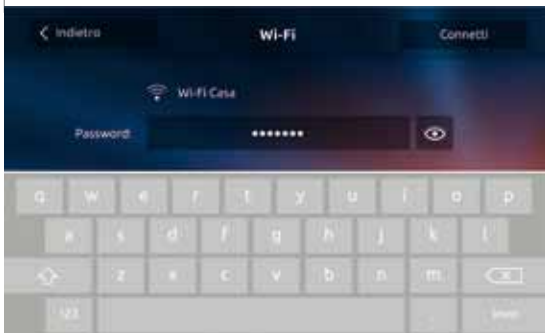 Indietro Wi-Fi Connetti
Wi-Fi Casa
Password: •••••••
q w e r t y u i o p
a s d f g h j k l
z x c v b n m
123 .